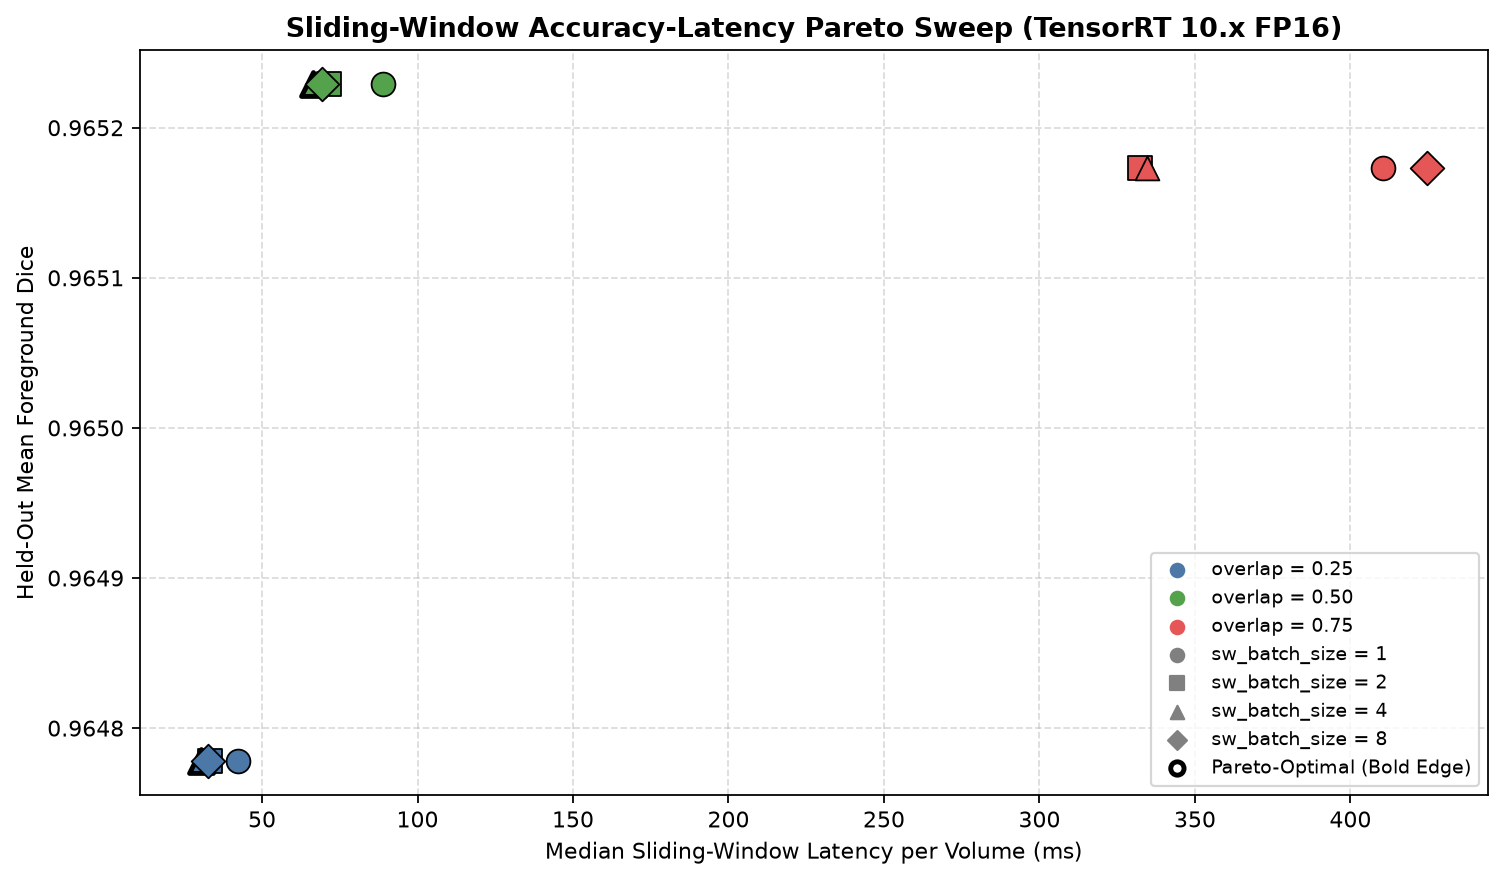 Sliding-Window Accuracy-Latency Pareto Sweep (TensorRT 10.x FP16)
Held-Out Mean Foreground Dice
0.9652
0.9651
0.9650
0.9649
0.9648
overlap = 0.25
overlap = 0.50
overlap = 0.75
sw_batch_size = 1
sw_batch_size = 2
sw_batch_size = 4
sw_batch_size = 8
Pareto-Optimal (Bold Edge)
50 100 150 200 250 300 350 400
Median Sliding-Window Latency per Volume (ms)